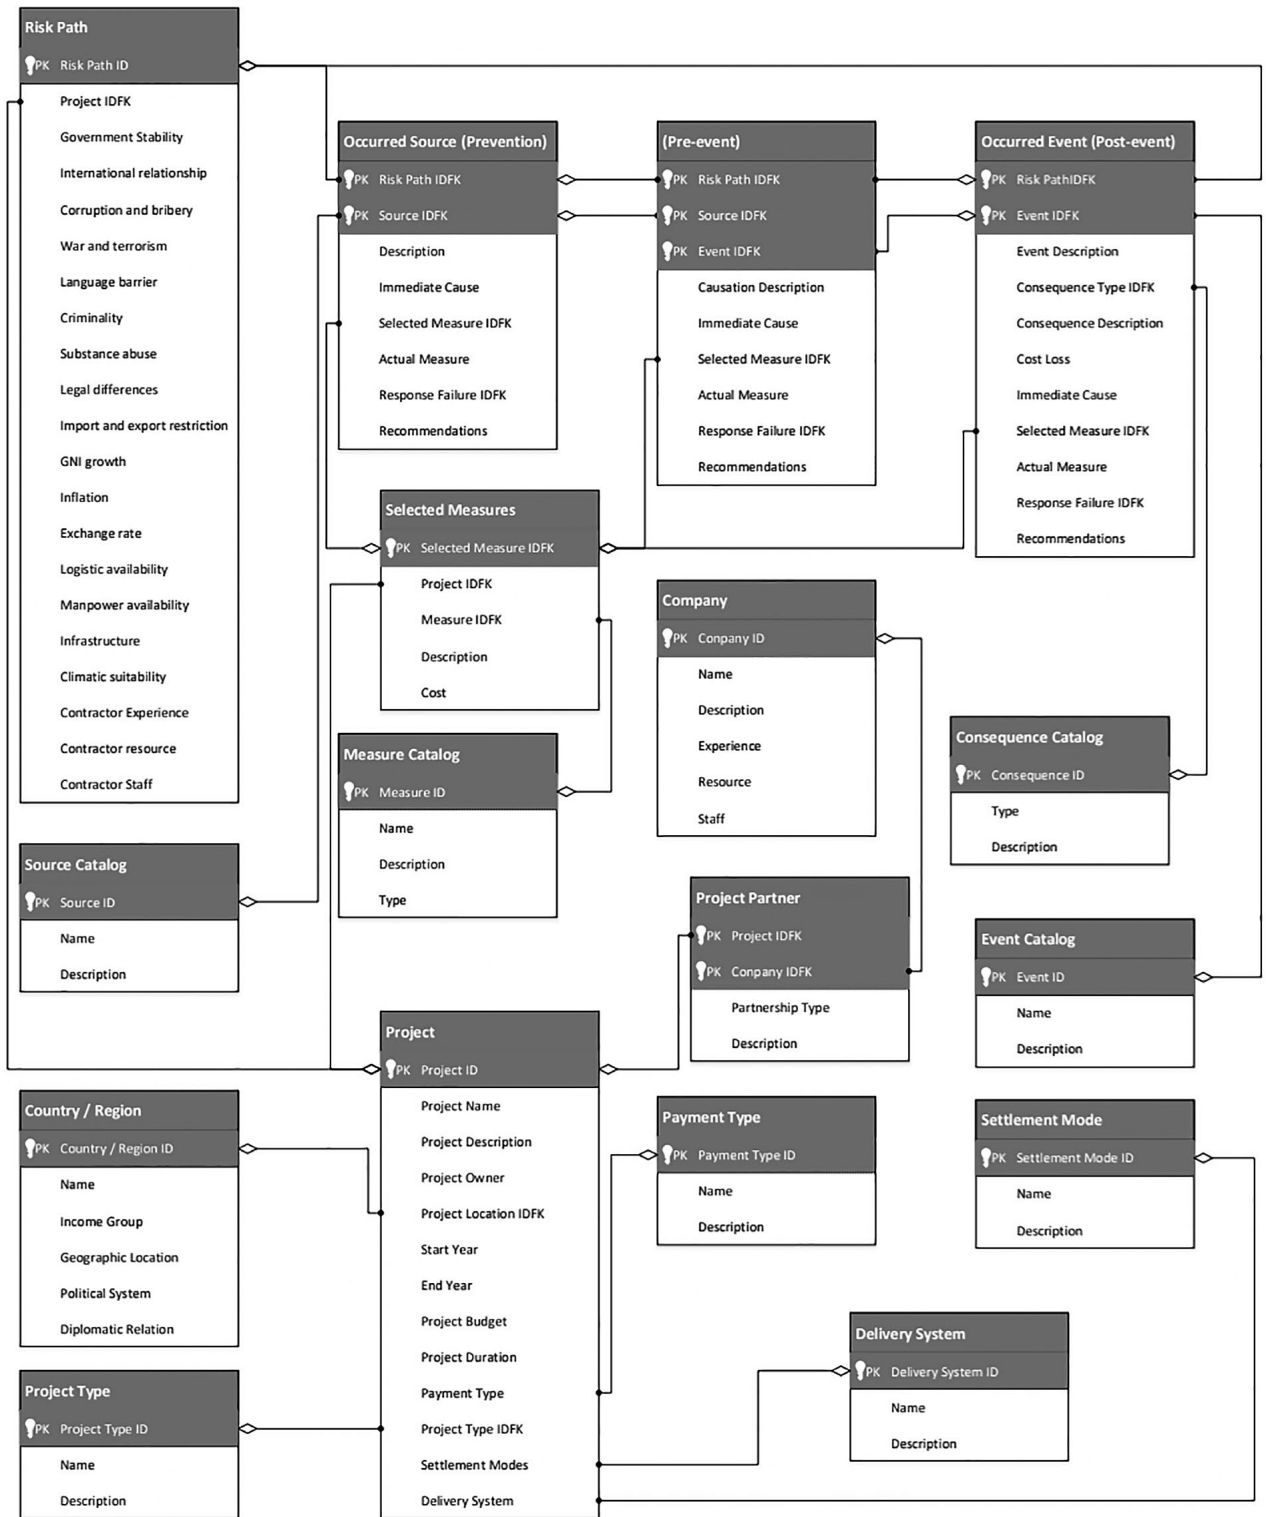 Risk Path
PK Risk Path ID
Project IDFK
Government Stability
International relationship
Corruption and bribery
War and terrorism
Language barrier
Criminality
Substance abuse
Legal differences
Import and export restriction
GNI growth
Inflation
Exchange rate
Logistic availability
Manpower availability
Infrastructure
Climatic suitability
Contractor Experience
Contractor resource
Contractor Staff
Occurred Source (Prevention)
PK Risk Path IDFK
PK Source IDFK
Description
Immediate Cause
Selected Measure IDFK
Actual Measure
Response Failure IDFK
Recommendations
(Pre-event)
PK Risk Path IDFK
PK Source IDFK
PK Event IDFK
Causation Description
Immediate Cause
Selected Measure IDFK
Actual Measure
Response Failure IDFK
Recommendations
Occurred Event (Post-event)
PK Risk PathIDFK
PK Event IDFK
Event Description
Consequence Type IDFK
Consequence Description
Cost Loss
Immediate Cause
Selected Measure IDFK
Actual Measure
Response Failure IDFK
Recommendations
Selected Measures
PK Selected Measure IDFK
Project IDFK
Measure IDFK
Description
Cost
Company
PK Conpany ID
Name
Description
Experience
Resource
Staff
Measure Catalog
PK Measure ID
Name
Description
Type
Consequence Catalog
PK Consequence ID
Type
Description
Source Catalog
PK Source ID
Name
Description
Project Partner
PK Project IDFK
PK Conpany IDFK
Partnership Type
Description
Event Catalog
PK Event ID
Name
Description
Project
PK Project ID
Project Name
Project Description
Project Owner
Project Location IDFK
Start Year
End Year
Project Budget
Project Duration
Payment Type
Project Type IDFK
Settlement Modes
Delivery System
Country / Region
PK Country / Region ID
Name
Income Group
Geographic Location
Political System
Diplomatic Relation
Payment Type
PK Payment Type ID
Name
Description
Settlement Mode
PK Settlement Mode ID
Name
Description
Delivery System
PK Delivery System ID
Name
Description
Project Type
PK Project Type ID
Name
Description